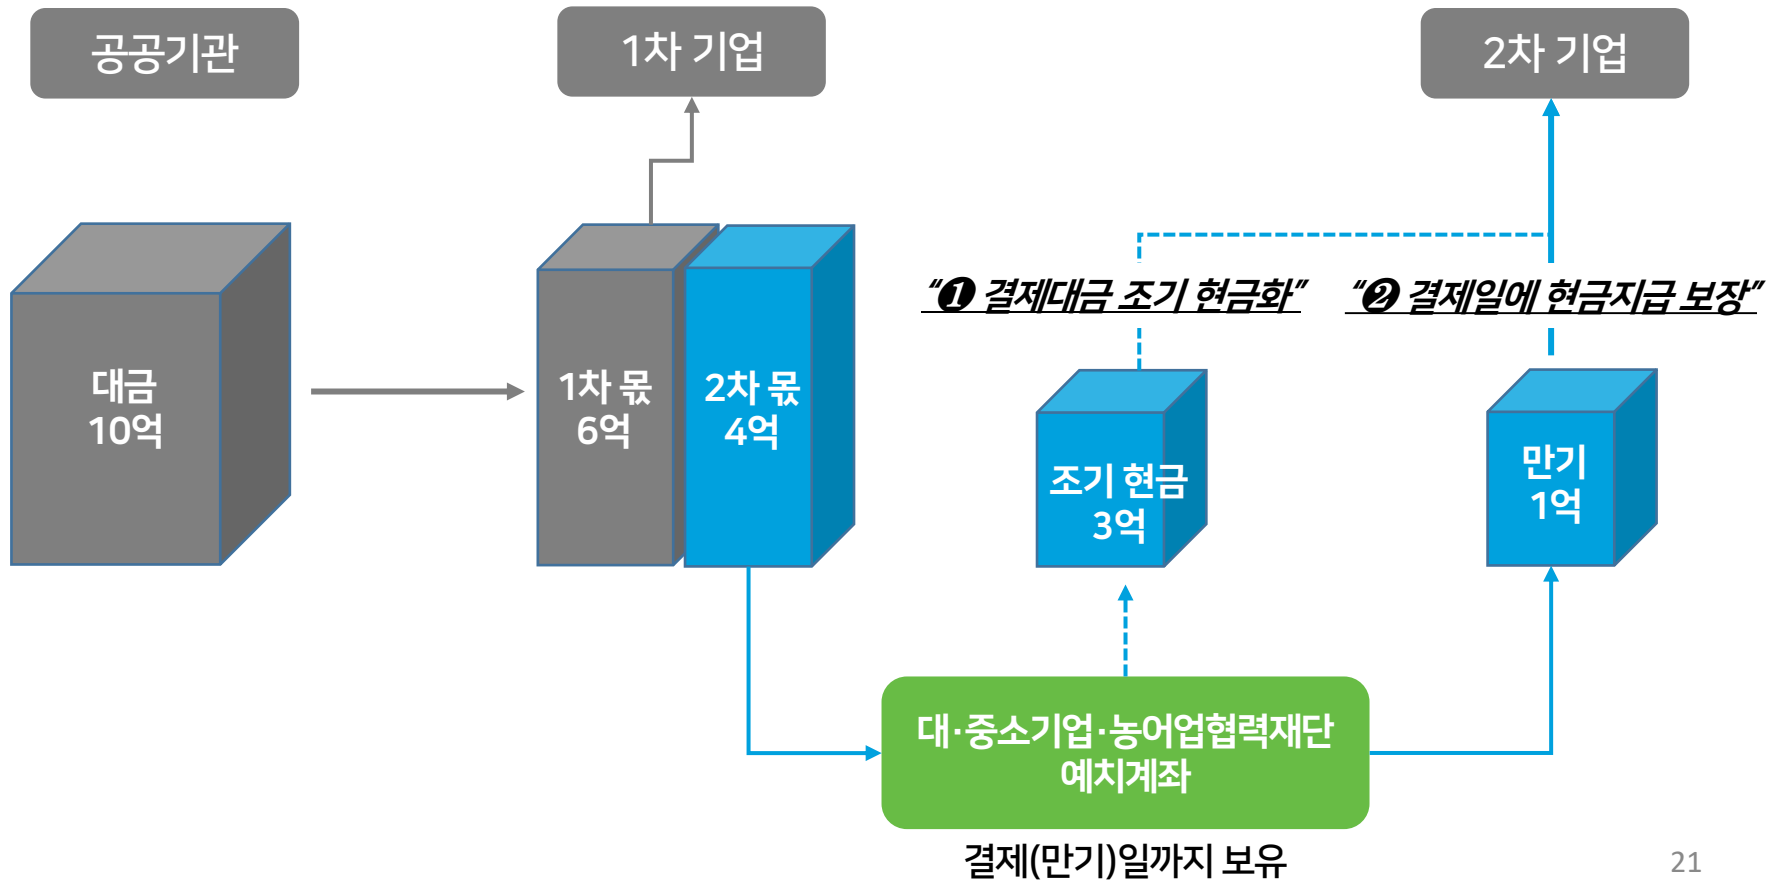 공공기관
1차 기업
2차 기업
“❶ 결제대금 조기 현금화”
“❷ 결제일에 현금지급 보장”
대금
10억
1차 몫
6억
2차 몫
4억
조기 현금
3억
만기
1억
대·중소기업·농어업협력재단
예치계좌
결제(만기)일까지 보유
21